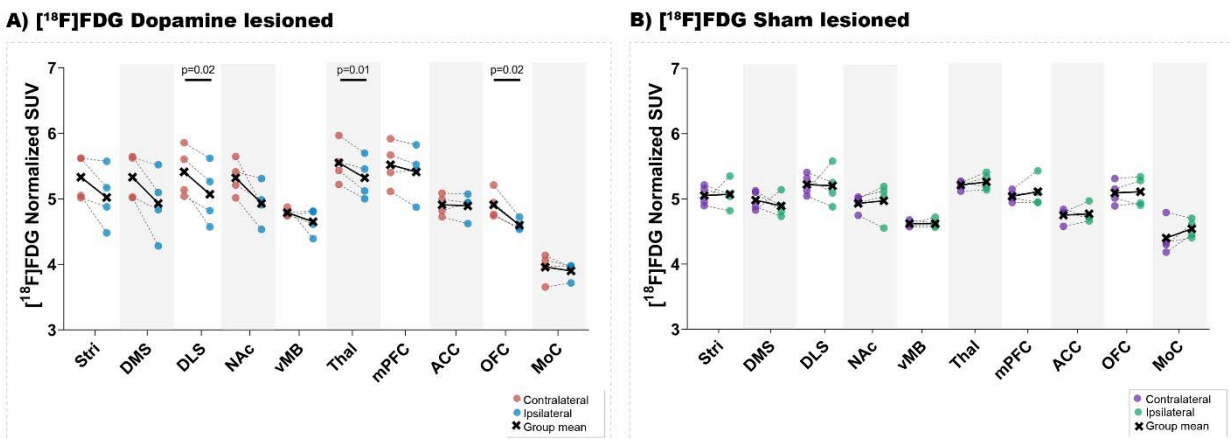 A) [¹⁸F]FDG Dopamine lesioned
[¹⁸F]FDG Normalized SUV
7
6
5
4
3
p=0.02
p=0.01
p=0.02
Stri
DMS
DLS
NAc
vMB
Thal
mPFC
ACC
OFC
MoC
Contralateral
Ipsilateral
Group mean
B) [¹⁸F]FDG Sham lesioned
[¹⁸F]FDG Normalized SUV
7
6
5
4
3
Stri
DMS
DLS
NAc
vMB
Thal
mPFC
ACC
OFC
MoC
Contralateral
Ipsilateral
Group mean